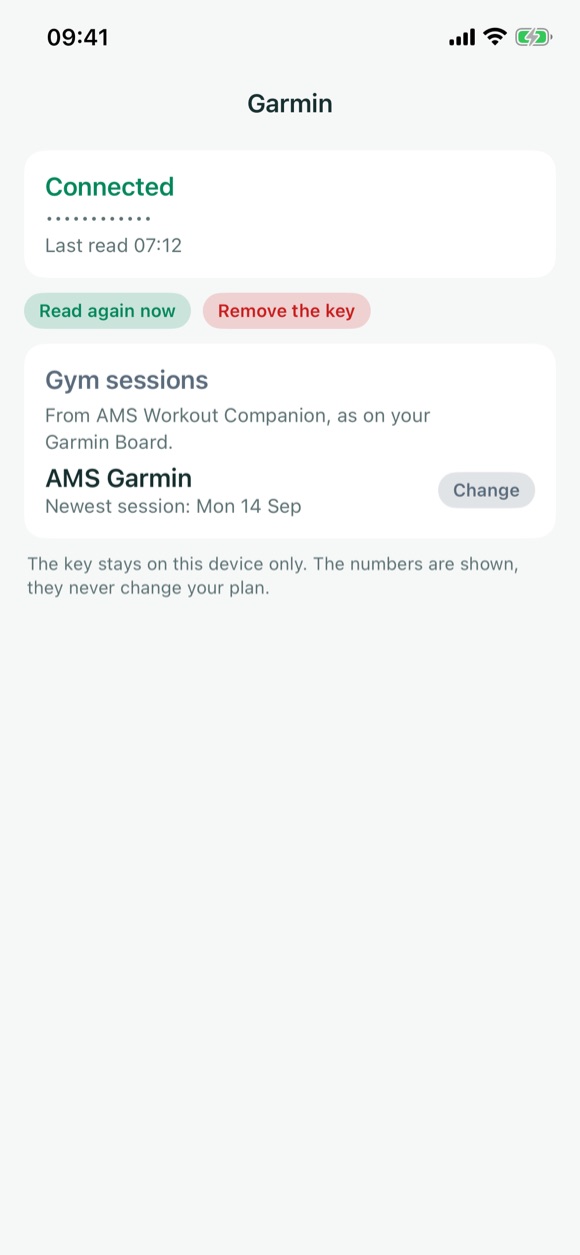 09:41
Garmin
Connected
••••••••••••
Last read 07:12
Read again now
Remove the key
Gym sessions
From AMS Workout Companion, as on your
Garmin Board.
AMS Garmin
Newest session: Mon 14 Sep
Change
The key stays on this device only. The numbers are shown,
they never change your plan.